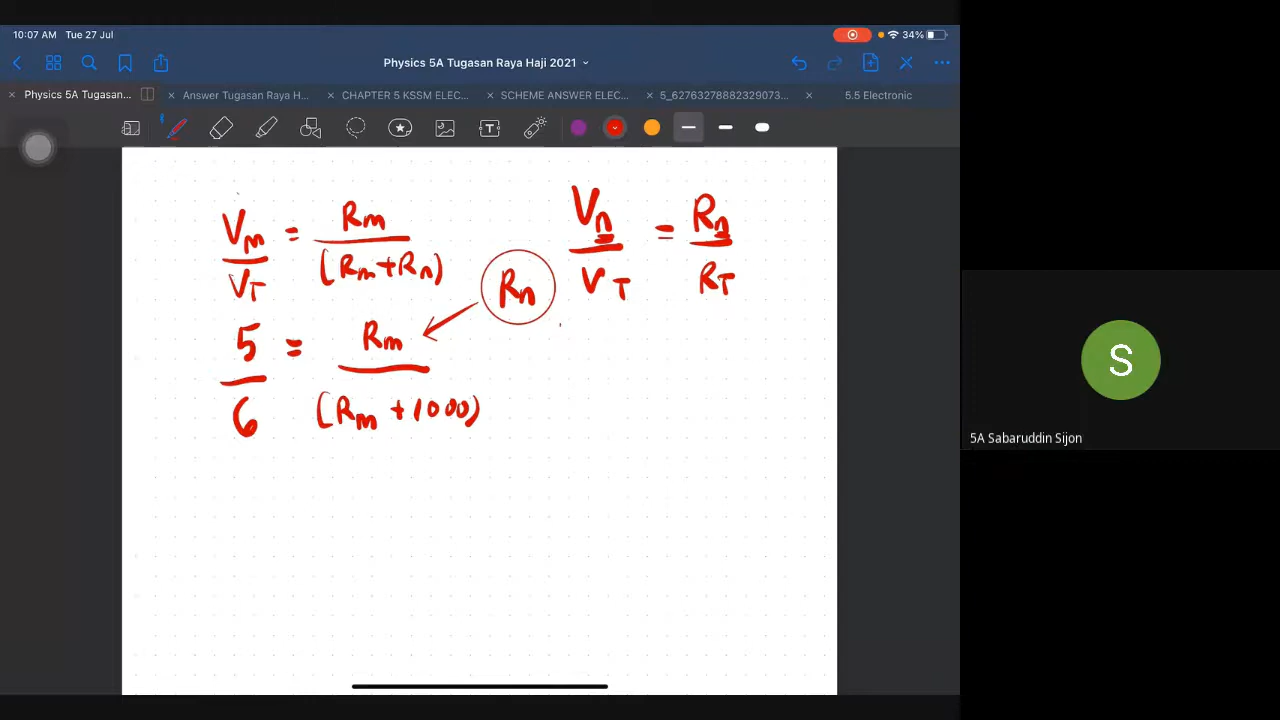 10:07 AM Tue 27 Jul
34%
Physics 5A Tugasan Raya Haji 2021
Physics 5A Tugasan...
Answer Tugasan Raya H...
CHAPTER 5 KSSM ELEC...
SCHEME ANSWER ELEC...
5_62763278882329073...
5.5 Electronic
T
Vm/VT = Rm/(Rm+Rn)
Vn/VT = Rn/RT
Rn
5/6 = Rm/(Rm+1000)
S
5A Sabaruddin Sijon